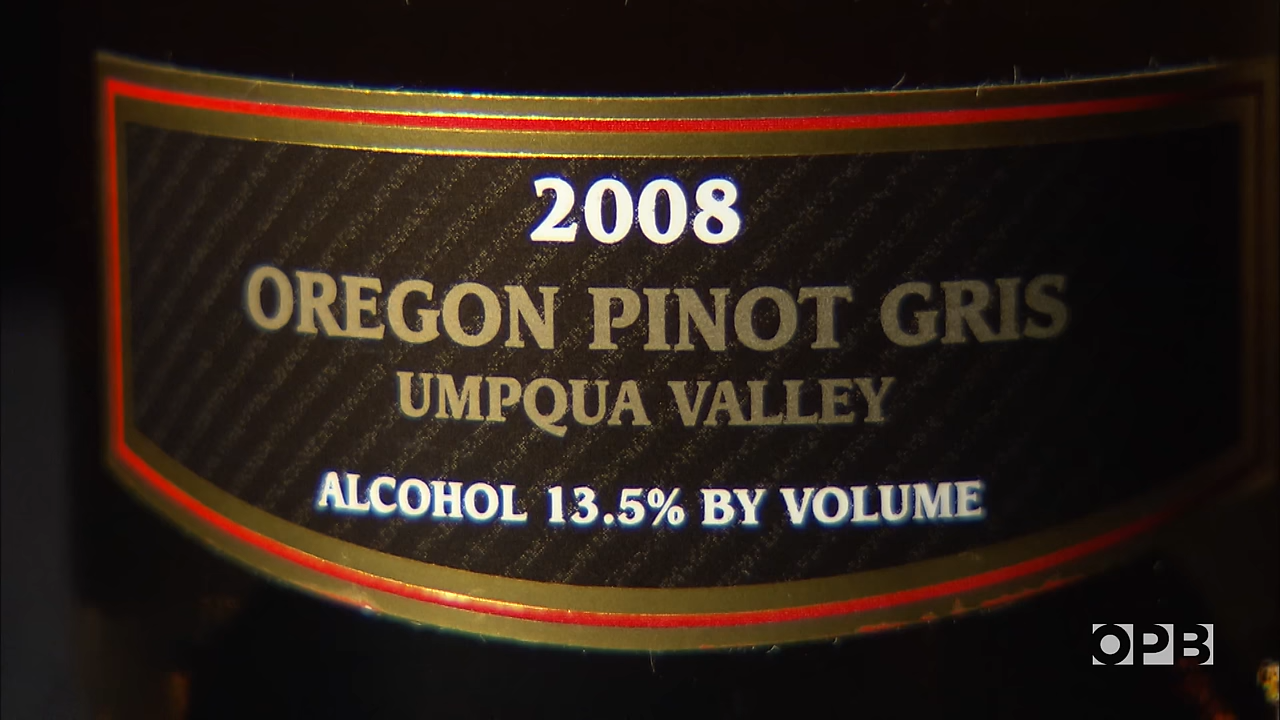 2008
OREGON PINOT GRIS
UMPQUA VALLEY
ALCOHOL 13.5% BY VOLUME
OPB